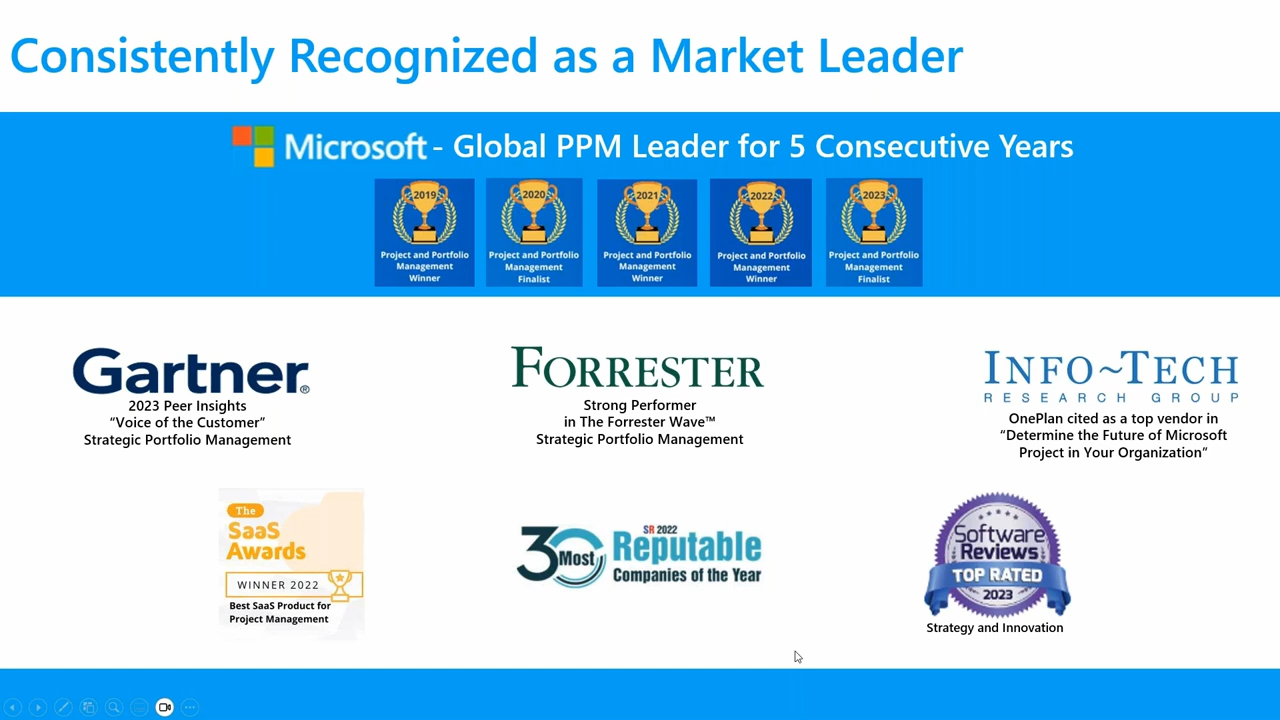 Consistently Recognized as a Market Leader
Microsoft - Global PPM Leader for 5 Consecutive Years
2019
Project and Portfolio
Management
Winner
2020
Project and Portfolio
Management
Finalist
2021
Project and Portfolio
Management
Winner
2022
Project and Portfolio
Management
Winner
2023
Project and Portfolio
Management
Finalist
Gartner®
2023 Peer Insights
“Voice of the Customer”
Strategic Portfolio Management
FORRESTER
Strong Performer
in The Forrester Wave™
Strategic Portfolio Management
INFO~TECH
RESEARCH GROUP
OnePlan cited as a top vendor in
“Determine the Future of Microsoft
Project in Your Organization”
The
SaaS
Awards
WINNER 2022
Best SaaS Product for
Project Management
30 Most
SR 2022
Reputable
Companies of the Year
Software
Reviews
TOP RATED
2023
Strategy and Innovation